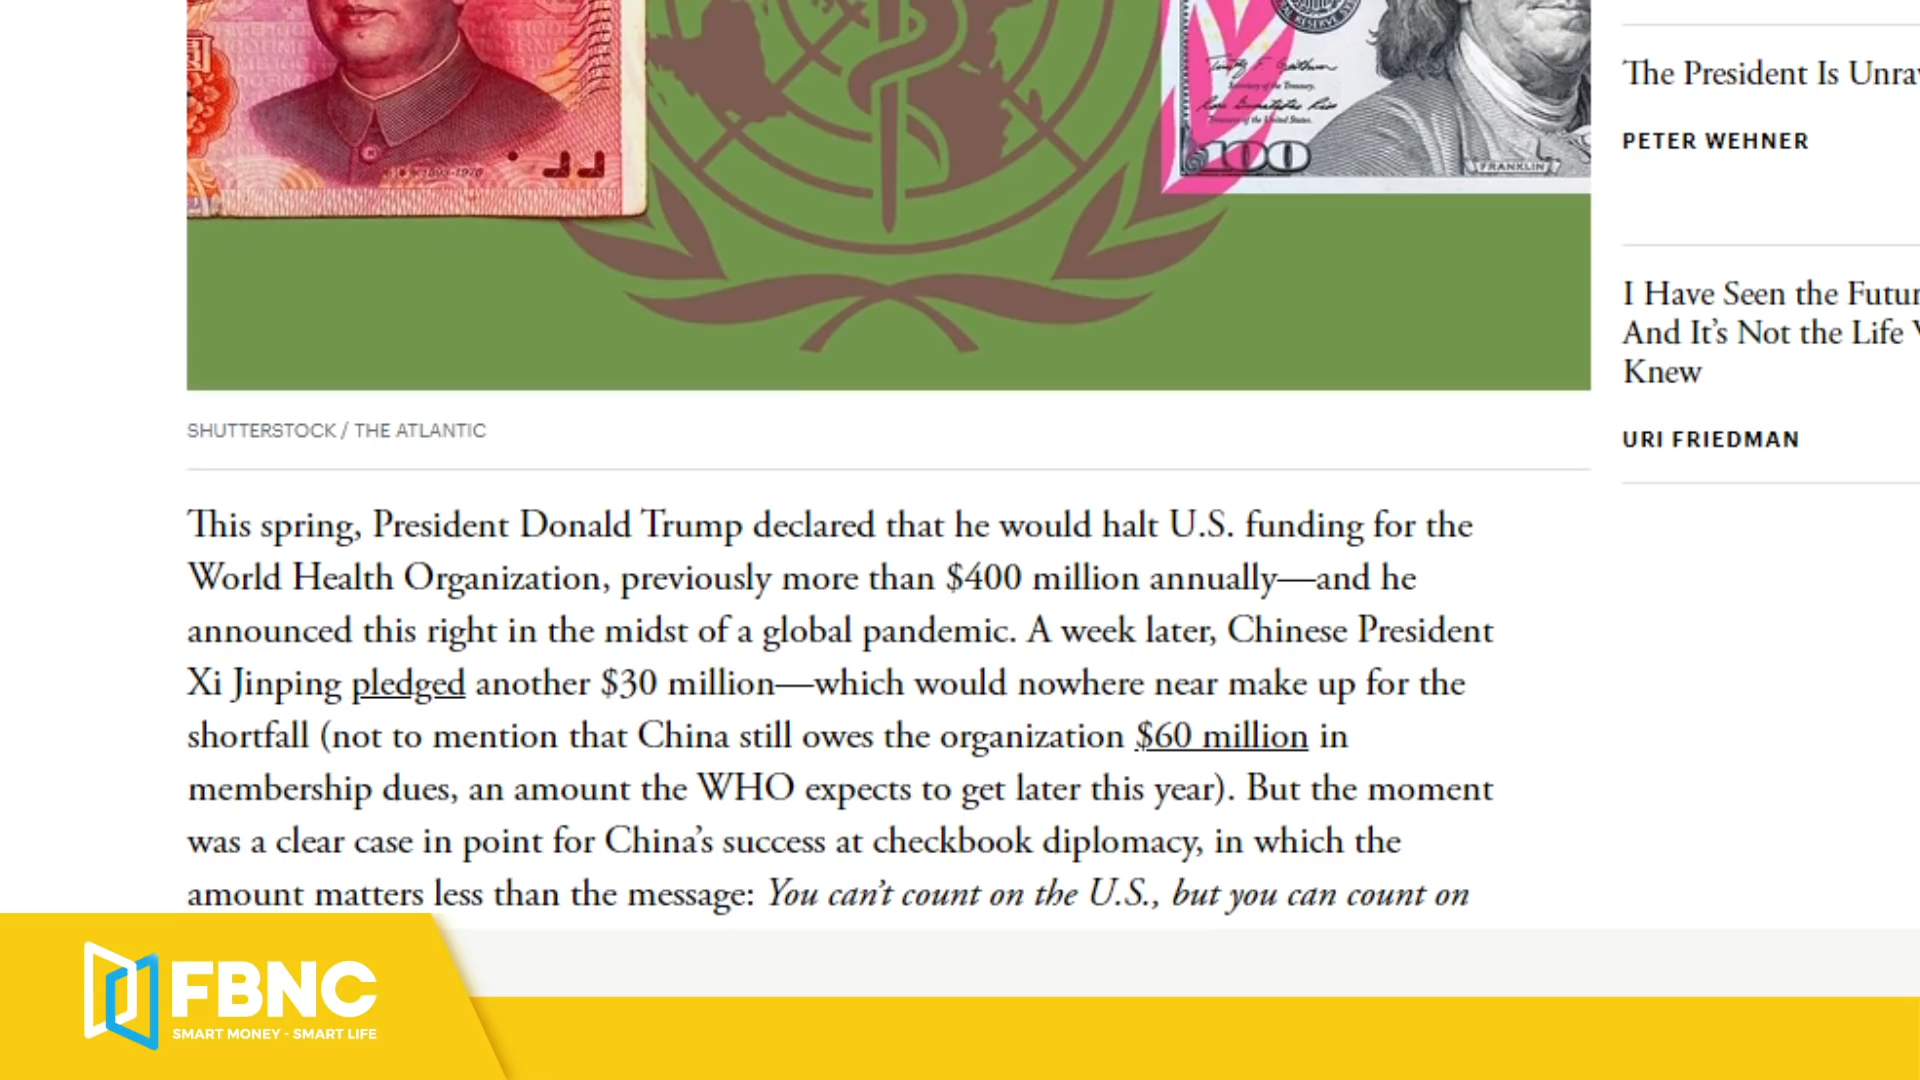 100
FRANKLIN
SHUTTERSTOCK / THE ATLANTIC
This spring, President Donald Trump declared that he would halt U.S. funding for the
World Health Organization, previously more than $400 million annually—and he
announced this right in the midst of a global pandemic. A week later, Chinese President
Xi Jinping pledged another $30 million—which would nowhere near make up for the
shortfall (not to mention that China still owes the organization $60 million in
membership dues, an amount the WHO expects to get later this year). But the moment
was a clear case in point for China's success at checkbook diplomacy, in which the
amount matters less than the message: You can't count on the U.S., but you can count on
The President Is
PETER WEHNER
I Have Seen the
And It's Not the Life
Knew
URI FRIEDMAN
FBNC
SMART MONEY - SMART LIFE